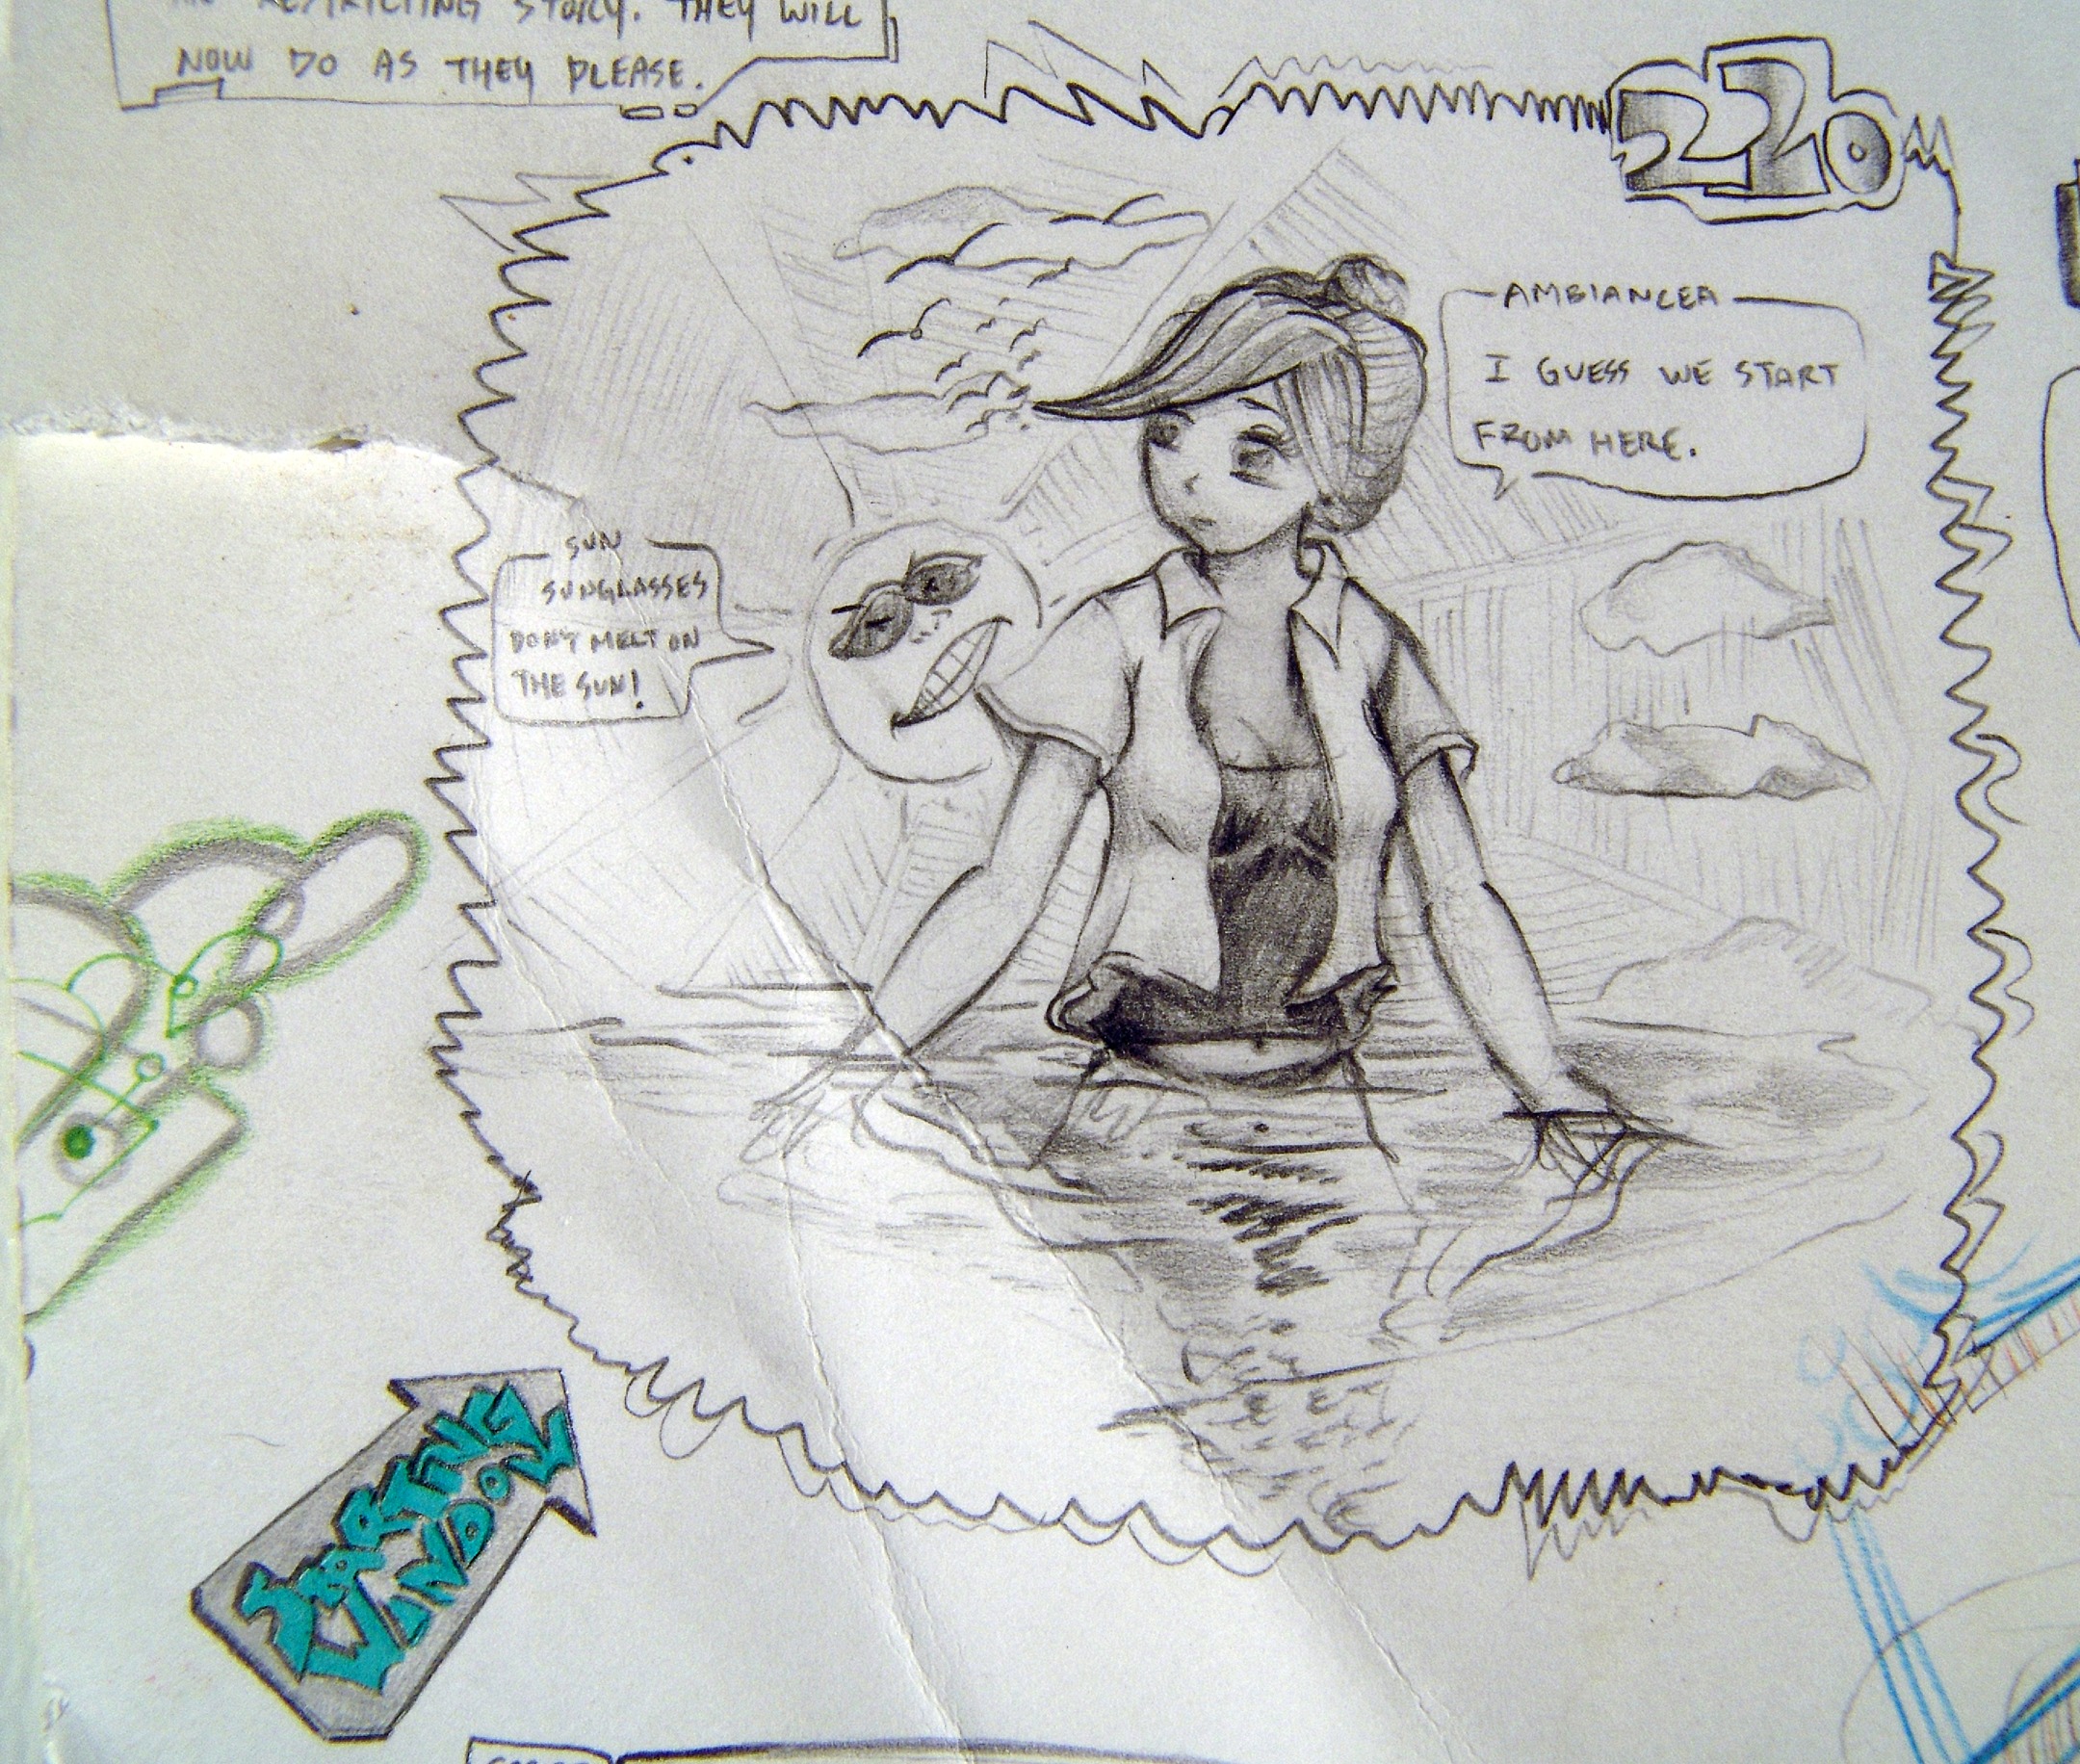 RESTRICTING STORY. THEY WILL
NOW DO AS THEY PLEASE.
220
AMBIANCEA
I GUESS WE START
FROM HERE.
SUN
SUNGLASSES
DON'T MELT ON
THE SUN!
STARTING
WINDOW